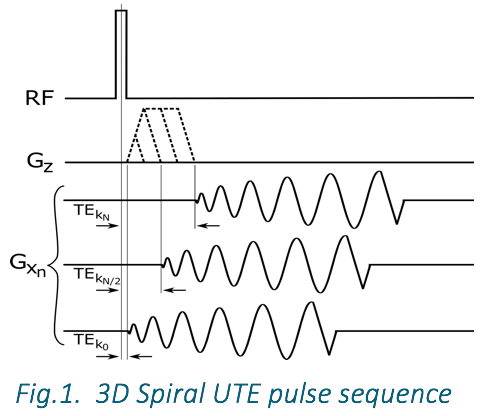 RF
Gz
TEkN
TEkN/2
Gxn
TEk0
Fig.1. 3D Spiral UTE pulse sequence